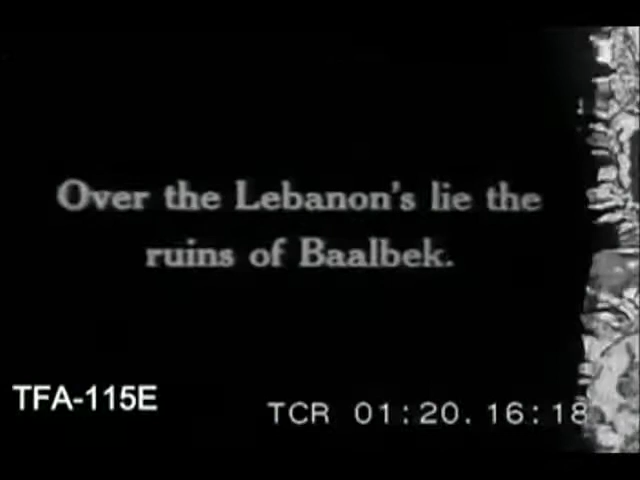 Over the Lebanon's lie the
ruins of Baalbek.
TFA-115E
TCR 01:20.16:18